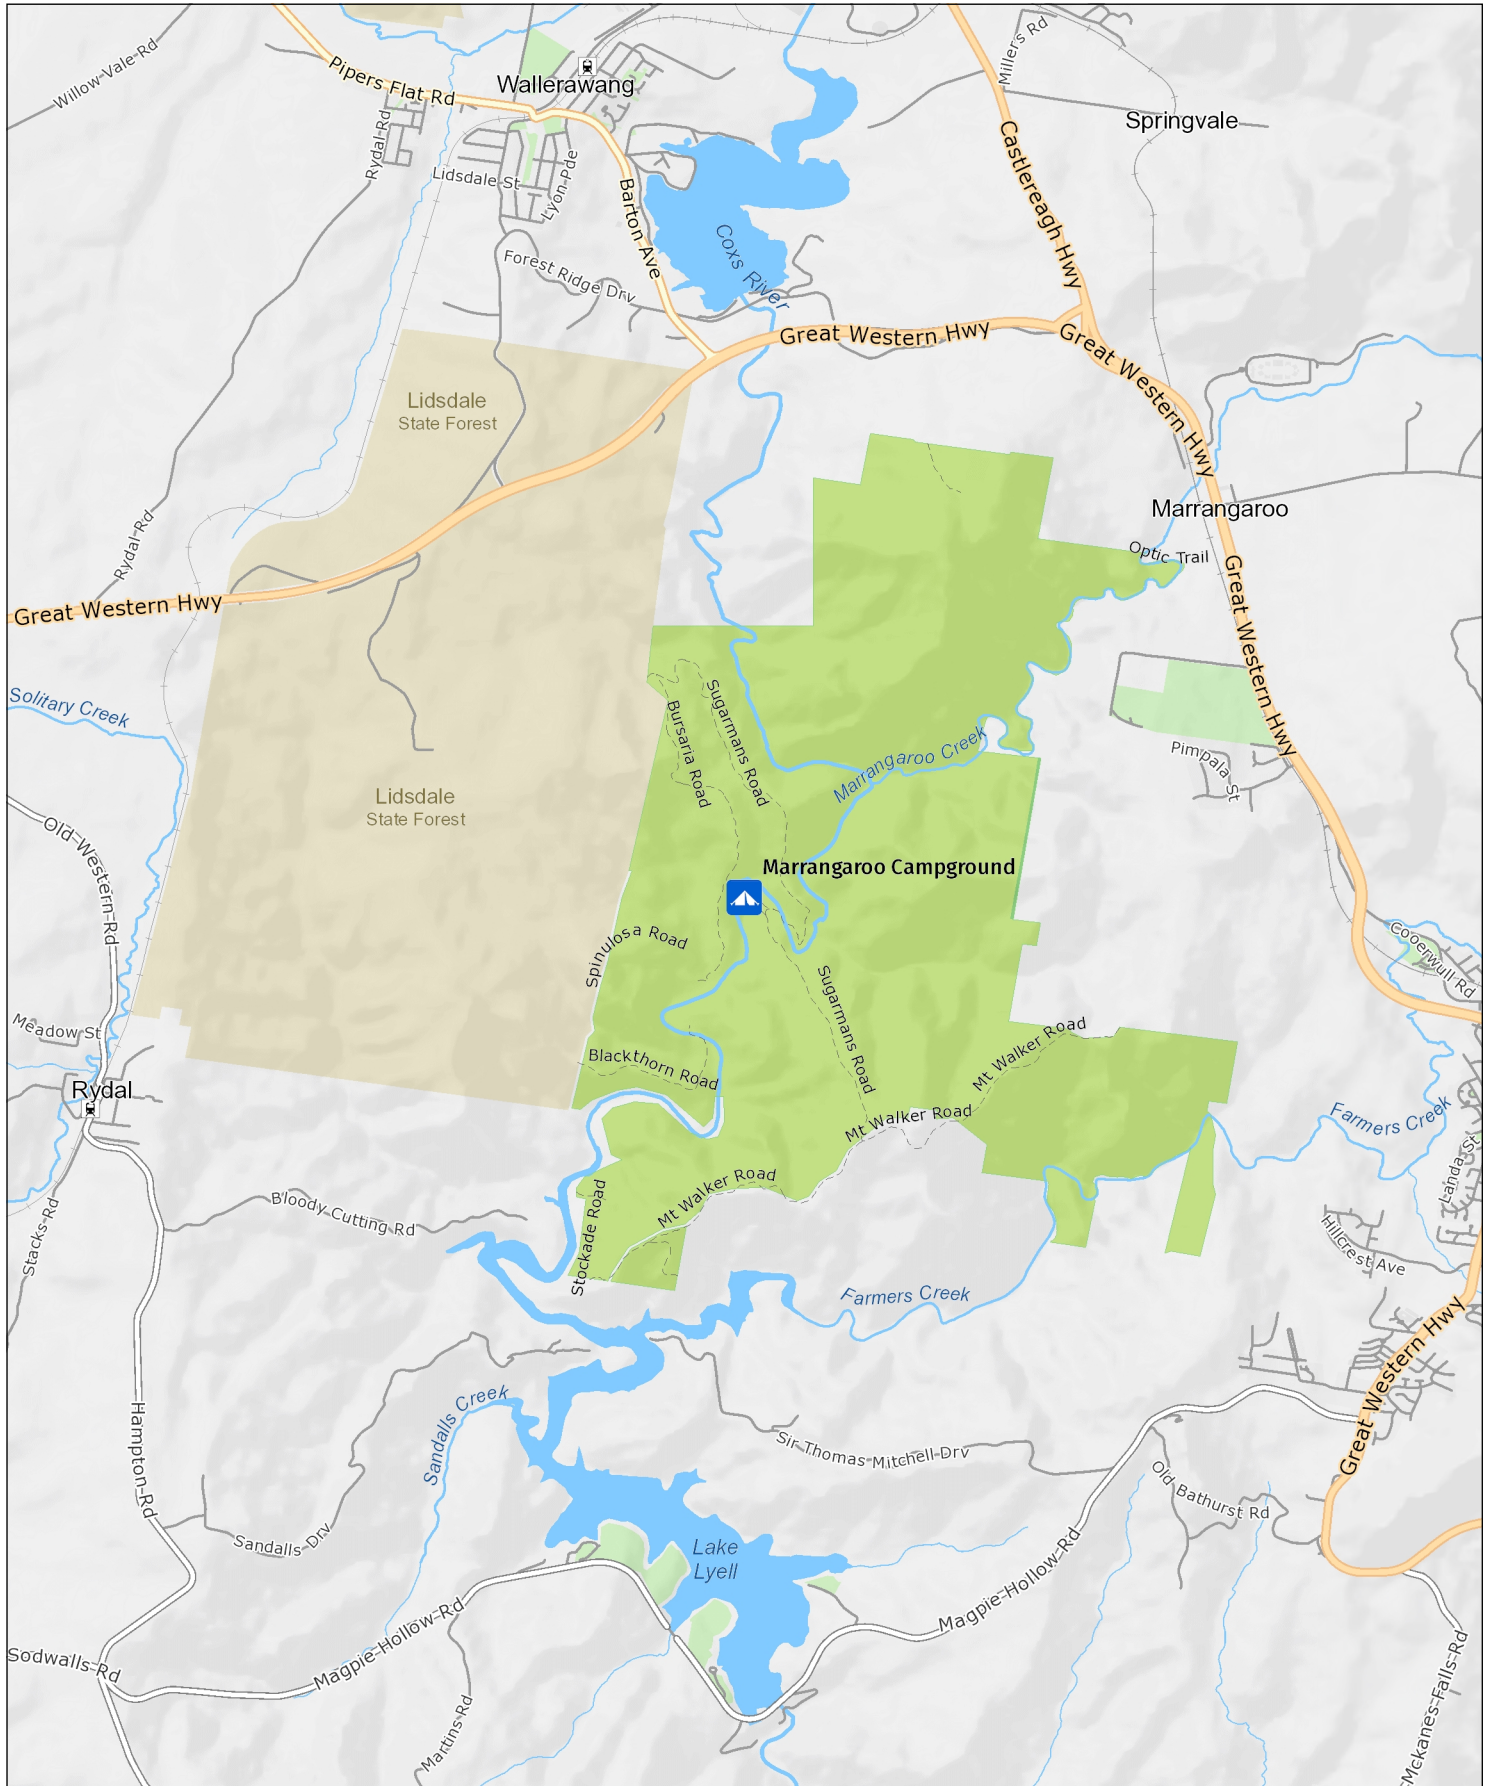 Willow Vale Rd
Pipers Flat Rd
Wallerawang
Millers Rd
Springvale
Rydal-Rd
Lidsdale St
Lyon-Pde
Barton Ave
Castlereagh Hwy
Coxs River
Forest Ridge Drv
Great Western Hwy
Great Western Hwy
Lidsdale
State Forest
Marrangaroo
Rydal-Rd
Optic Trail
Great Western Hwy
Great Western Hwy
Solitary Creek
Bursaria Road
Sugarmans Road
Marrangaroo Creek
Pimpala St
Lidsdale
State Forest
Old-Western-Rd
Marrangaroo Campground
Spinulosa Road
Cooerwull Rd
Sugarmans Road
Meadow St
Mt Walker Road
Blackthorn Road
Rydal
Mt Walker Road
Farmers Creek
Landa St
Mt Walker Road
Stockade Road
Bloody Cutting Rd
Stacks-Rd
Hillcrest Ave
Farmers Creek
Great Western Hwy
Sandalls Creek
Hampton-Rd
Sir-Thomas-Mitchell-Drv
Old Bathurst Rd
Sandalls Drv
Lake
Lyell
Magpie-Hollow-Rd
Magpie-Hollow-Rd
Sodwalls-Rd
Martins-Rd
Mckanes-Falls-Rd